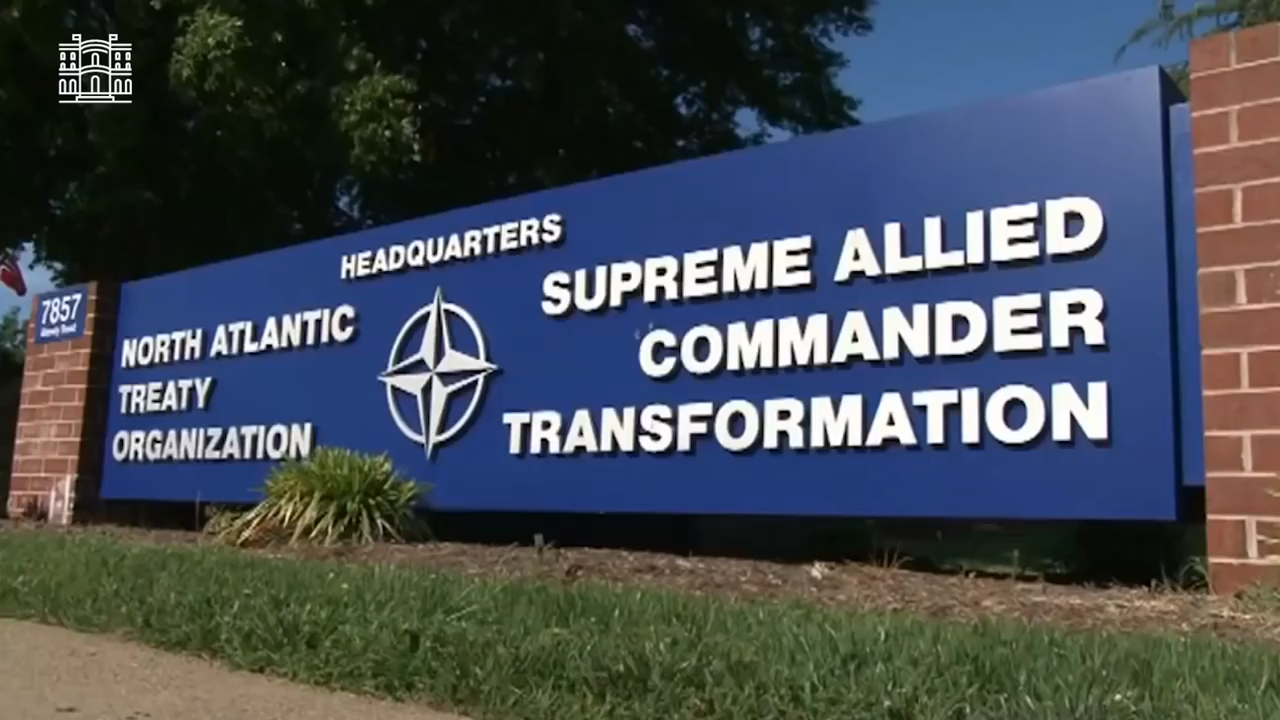 7857
HEADQUARTERS
NORTH ATLANTIC
TREATY
ORGANIZATION
SUPREME ALLIED
COMMANDER
TRANSFORMATION